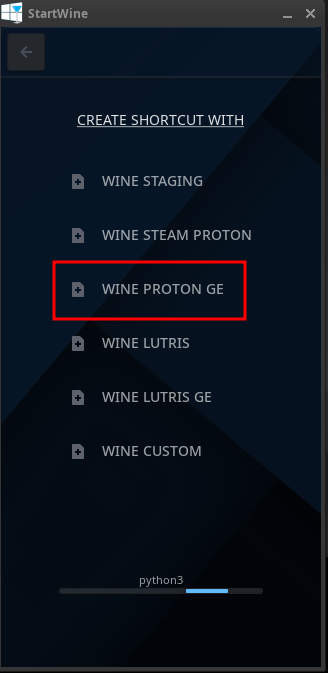 StartWine
CREATE SHORTCUT WITH
WINE STAGING
WINE STEAM PROTON
WINE PROTON GE
WINE LUTRIS
WINE LUTRIS GE
WINE CUSTOM
python3